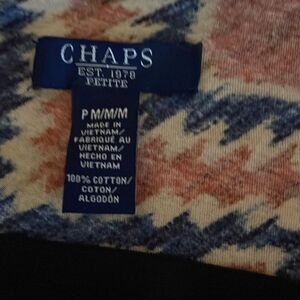 CHAPS
EST. 1978
PETITE
P M/M/M
MADE IN
VIETNAM/
FABRIQUÉ AU
VIETNAM/
HECHO EN
VIETNAM
100% COTTON/
COTON/
ALGODÓN